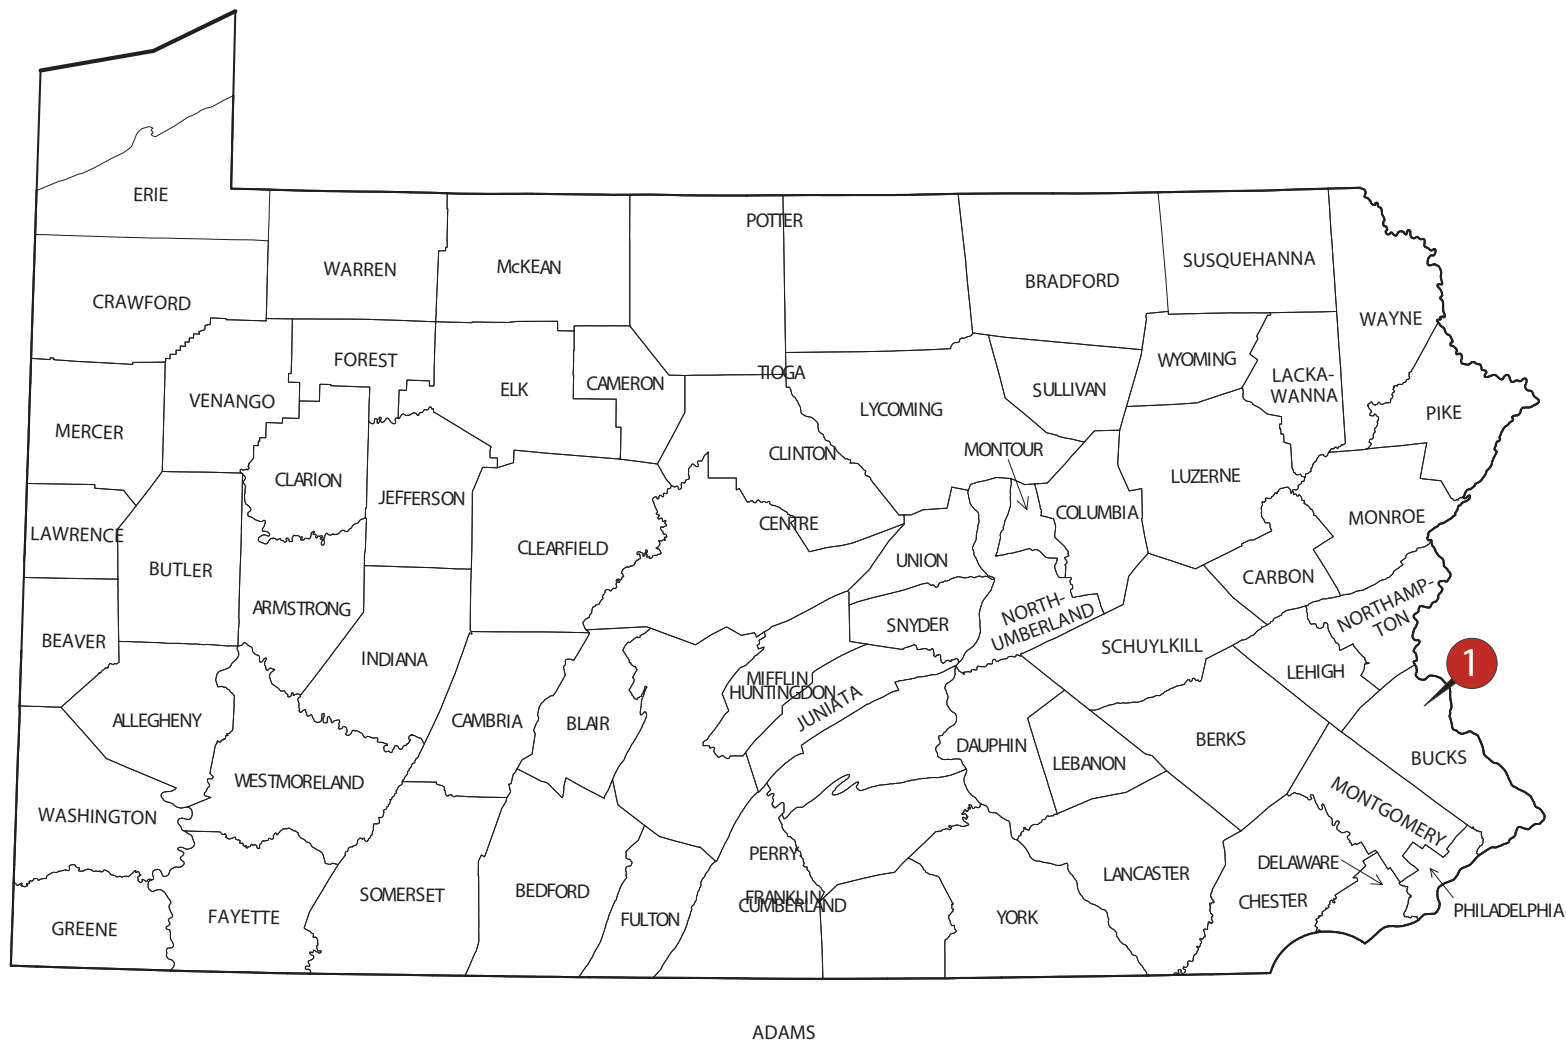 ERIE
POTTER
WARREN
McKEAN
BRADFORD
SUSQUEHANNA
CRAWFORD
WAYNE
FOREST
WYOMING
TIOGA
ELK
CAMERON
SULLIVAN
LACKA-
WANNA
VENANGO
LYCOMING
PIKE
MERCER
MONTOUR
CLINTON
CLARION
JEFFERSON
LUZERNE
COLUMBIA
MONROE
LAWRENCE
CENTRE
CLEARFIELD
UNION
BUTLER
CARBON
ARMSTRONG
NORTH-
UMBERLAND
NORTHAMP-
TON
SNYDER
BEAVER
INDIANA
SCHUYLKILL
LEHIGH
1
MIFFLIN
HUNTINGDON
JUNIATA
ALLEGHENY
CAMBRIA
BLAIR
DAUPHIN
BERKS
LEBANON
BUCKS
WESTMORELAND
MONTGOMERY
WASHINGTON
PERRY
DELAWARE
LANCASTER
SOMERSET
BEDFORD
FRANKLIN
CUMBERLAND
CHESTER
PHILADELPHIA
GREENE
FAYETTE
FULTON
YORK
ADAMS